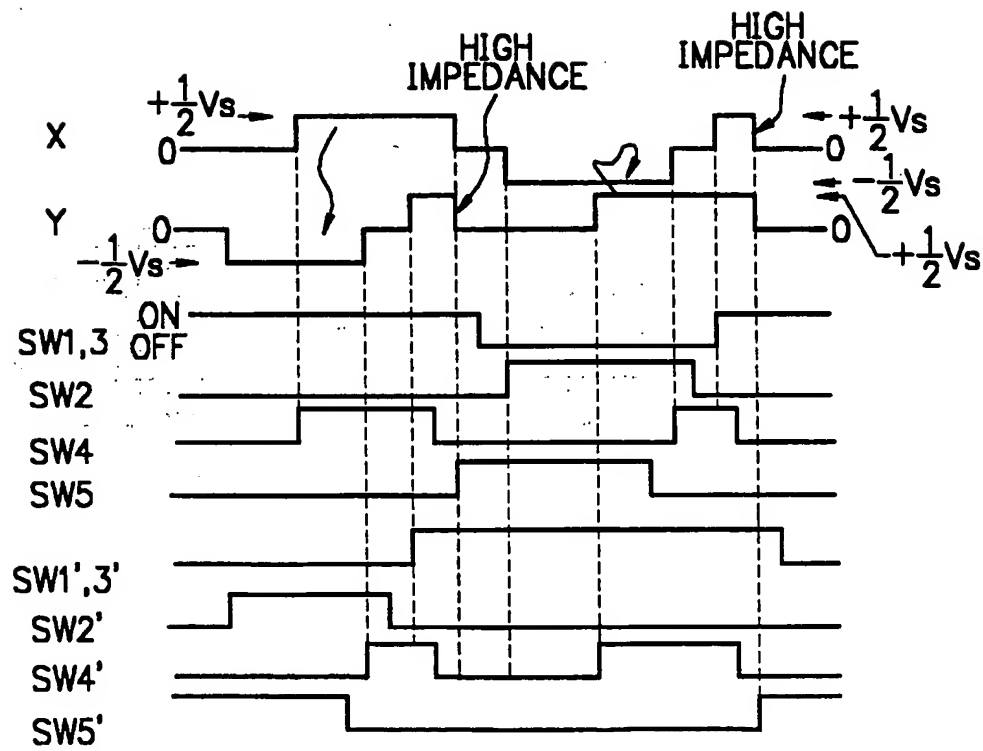 HIGH
IMPEDANCE
HIGH
IMPEDANCE
X
+1/2Vs
0
+1/2Vs
0
-1/2Vs
Y
0
-1/2Vs
0
+1/2Vs
ON
OFF
SW1,3
SW2
SW4
SW5
SW1',3'
SW2'
SW4'
SW5'